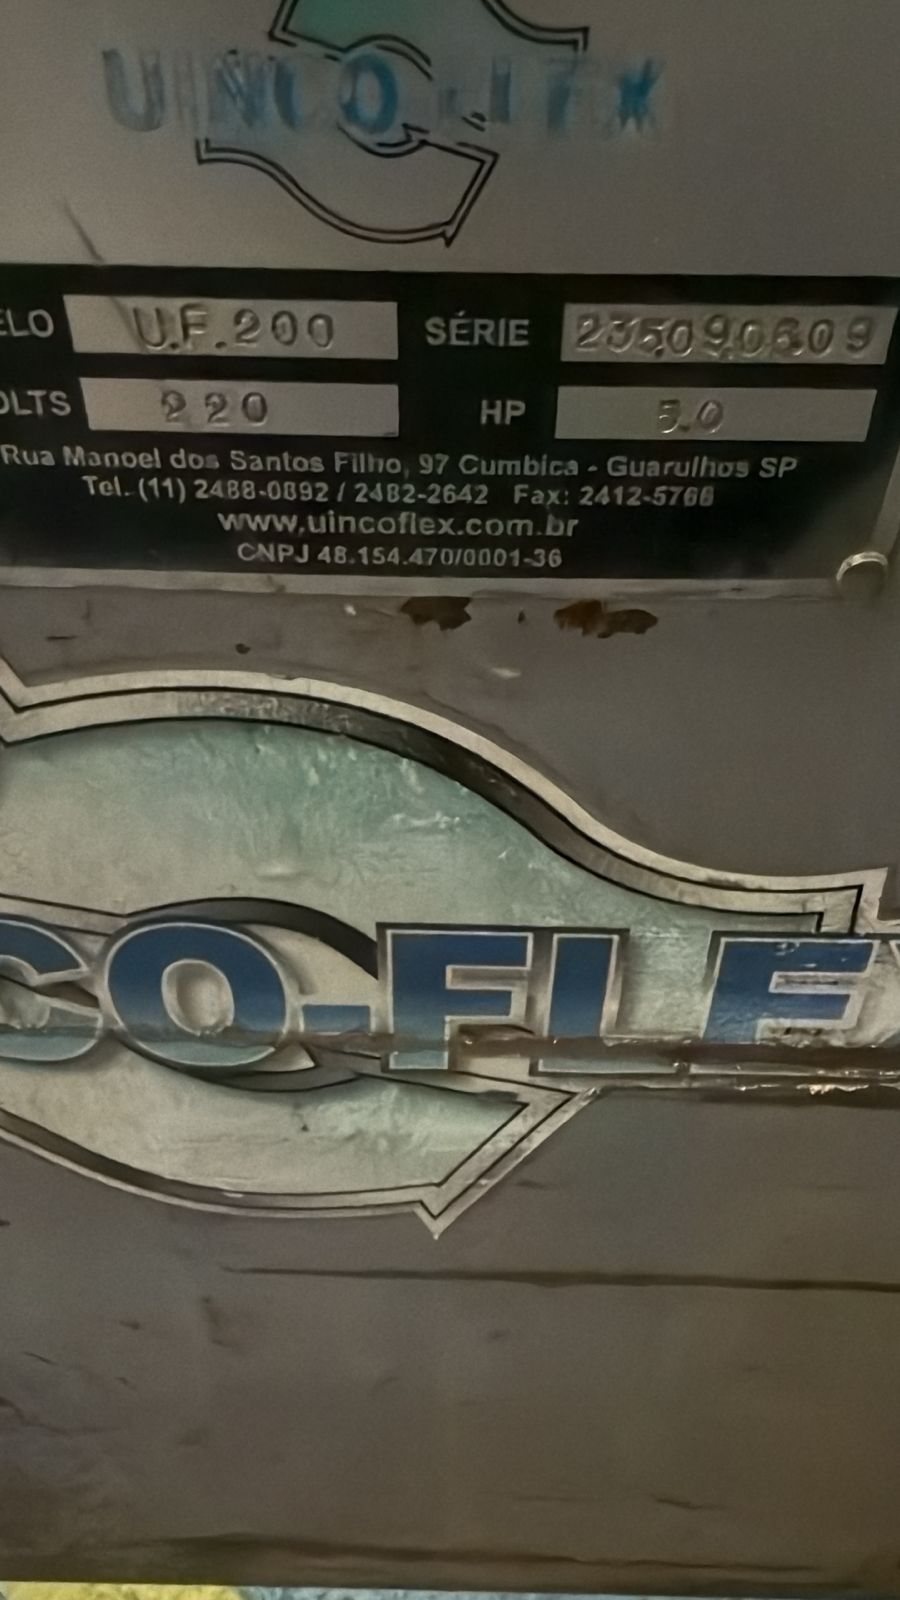 UINCO-FLEX
ELO U.F.200 SÉRIE
OLTS 220 HP 5.0
Rua Manoel dos Santos Filho, 97 Cumbica - Guarulhos SP
Tel. (11) 2488-0892 / 2482-2642 Fax: 2412-5766
www.uincoflex.com.br
CNPJ 48.154.470/0001-36
CO-FLEX